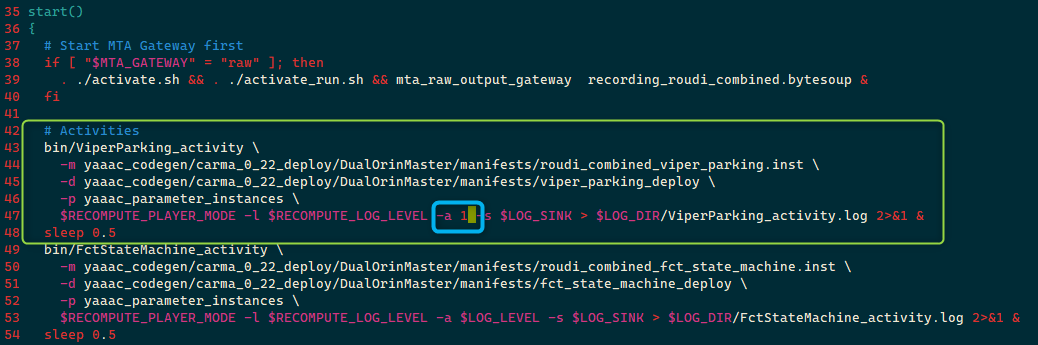 35 start()
36 {
37   # Start MTA Gateway first
38   if [ "$MTA_GATEWAY" = "raw" ]; then
39     . ./activate.sh && . ./activate_run.sh && mta_raw_output_gateway  recording_roudi_combined.bytesoup &
40   fi
41
42   # Activities
43   bin/ViperParking_activity \
44     -m yaaac_codegen/carma_0_22_deploy/DualOrinMaster/manifests/roudi_combined_viper_parking.inst \
45     -d yaaac_codegen/carma_0_22_deploy/DualOrinMaster/manifests/viper_parking_deploy \
46     -p yaaac_parameter_instances \
47     $RECOMPUTE_PLAYER_MODE -l $RECOMPUTE_LOG_LEVEL -a 1 -s $LOG_SINK > $LOG_DIR/ViperParking_activity.log 2>&1 &
48   sleep 0.5
49   bin/FctStateMachine_activity \
50     -m yaaac_codegen/carma_0_22_deploy/DualOrinMaster/manifests/roudi_combined_fct_state_machine.inst \
51     -d yaaac_codegen/carma_0_22_deploy/DualOrinMaster/manifests/fct_state_machine_deploy \
52     -p yaaac_parameter_instances \
53     $RECOMPUTE_PLAYER_MODE -l $RECOMPUTE_LOG_LEVEL -a $LOG_LEVEL -s $LOG_SINK > $LOG_DIR/FctStateMachine_activity.log 2>&1 &
54   sleep 0.5